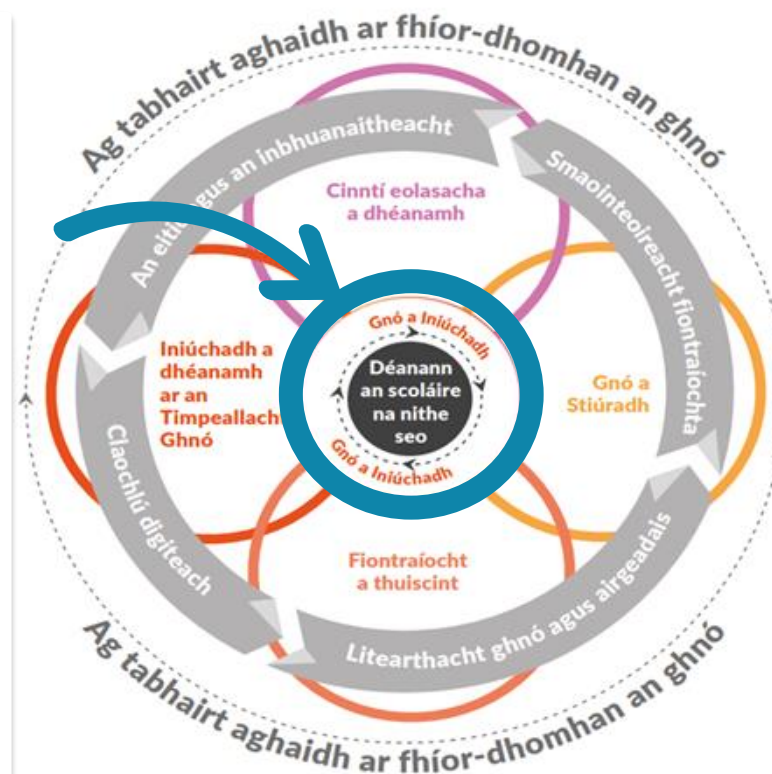 Ag tabhairt aghaidh ar fhíor-dhomhan an ghnó
An eitic agus an inbhuanaitheacht
Smaointeoireacht fiontraíochta
Cinntí eolasacha
a dhéanamh
Iniúchadh a
dhéanamh
ar an
Timpeallacht
Ghnó
Gnó a Iniúchadh
Déanann
an scoláire
na nithe
seo
Gnó a Iniúchadh
Gnó a
Stiúradh
Claochlú digiteach
Fiontraíocht
a thuiscint
Litearthacht ghnó agus airgeadais
Ag tabhairt aghaidh ar fhíor-dhomhan an ghnó